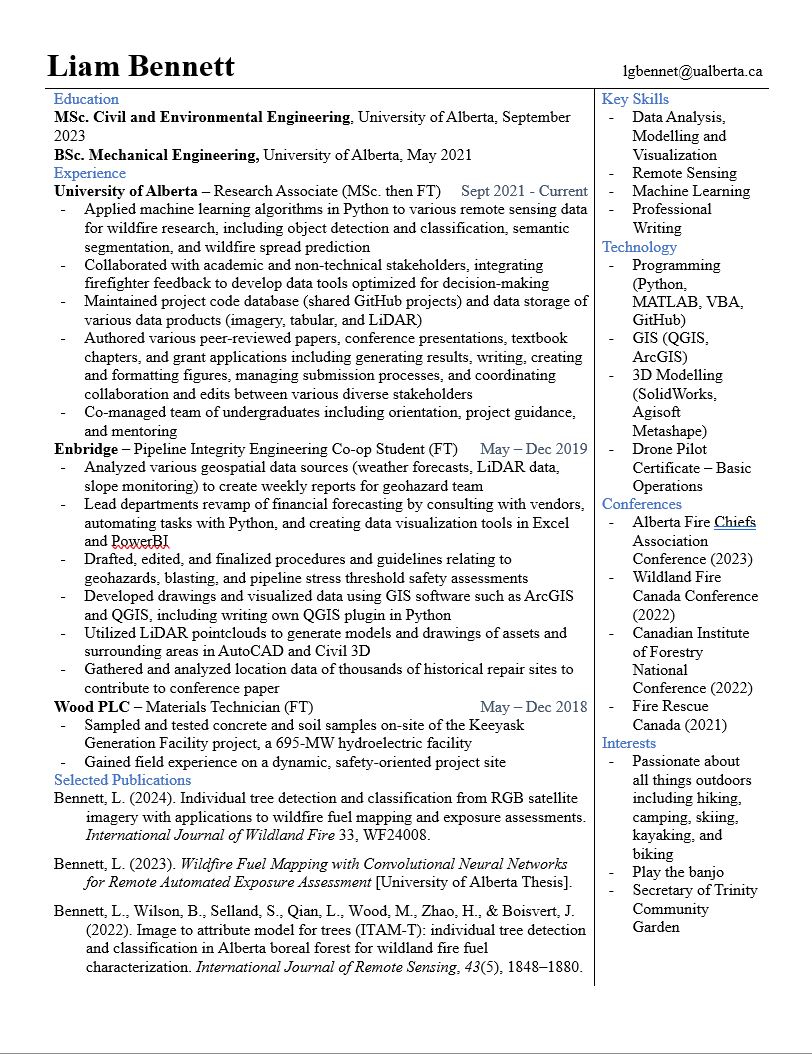 Liam Bennett
lgbennet@ualberta.ca
Education
MSc. Civil and Environmental Engineering, University of Alberta, September
2023
BSc. Mechanical Engineering, University of Alberta, May 2021
Experience
University of Alberta – Research Associate (MSc. then FT) Sept 2021 - Current
- Applied machine learning algorithms in Python to various remote sensing data
for wildfire research, including object detection and classification, semantic
segmentation, and wildfire spread prediction
- Collaborated with academic and non-technical stakeholders, integrating
firefighter feedback to develop data tools optimized for decision-making
- Maintained project code database (shared GitHub projects) and data storage of
various data products (imagery, tabular, and LiDAR)
- Authored various peer-reviewed papers, conference presentations, textbook
chapters, and grant applications including generating results, writing, creating
and formatting figures, managing submission processes, and coordinating
collaboration and edits between various diverse stakeholders
- Co-managed team of undergraduates including orientation, project guidance,
and mentoring
Enbridge – Pipeline Integrity Engineering Co-op Student (FT) May – Dec 2019
- Analyzed various geospatial data sources (weather forecasts, LiDAR data,
slope monitoring) to create weekly reports for geohazard team
- Lead departments revamp of financial forecasting by consulting with vendors,
automating tasks with Python, and creating data visualization tools in Excel
and PowerBI
- Drafted, edited, and finalized procedures and guidelines relating to
geohazards, blasting, and pipeline stress threshold safety assessments
- Developed drawings and visualized data using GIS software such as ArcGIS
and QGIS, including writing own QGIS plugin in Python
- Utilized LiDAR pointclouds to generate models and drawings of assets and
surrounding areas in AutoCAD and Civil 3D
- Gathered and analyzed location data of thousands of historical repair sites to
contribute to conference paper
Wood PLC – Materials Technician (FT) May – Dec 2018
- Sampled and tested concrete and soil samples on-site of the Keeyask
Generation Facility project, a 695-MW hydroelectric facility
- Gained field experience on a dynamic, safety-oriented project site
Selected Publications
Bennett, L. (2024). Individual tree detection and classification from RGB satellite
imagery with applications to wildfire fuel mapping and exposure assessments.
International Journal of Wildland Fire 33, WF24008.
Bennett, L. (2023). Wildfire Fuel Mapping with Convolutional Neural Networks
for Remote Automated Exposure Assessment [University of Alberta Thesis].
Bennett, L., Wilson, B., Selland, S., Qian, L., Wood, M., Zhao, H., & Boisvert, J.
(2022). Image to attribute model for trees (ITAM-T): individual tree detection
and classification in Alberta boreal forest for wildland fire fuel
characterization. International Journal of Remote Sensing, 43(5), 1848–1880.
Key Skills
- Data Analysis,
Modelling and
Visualization
- Remote Sensing
- Machine Learning
- Professional
Writing
Technology
- Programming
(Python,
MATLAB, VBA,
GitHub)
- GIS (QGIS,
ArcGIS)
- 3D Modelling
(SolidWorks,
Agisoft
Metashape)
- Drone Pilot
Certificate – Basic
Operations
Conferences
- Alberta Fire Chiefs
Association
Conference (2023)
- Wildland Fire
Canada Conference
(2022)
- Canadian Institute
of Forestry
National
Conference (2022)
- Fire Rescue
Canada (2021)
Interests
- Passionate about
all things outdoors
including hiking,
camping, skiing,
kayaking, and
biking
- Play the banjo
- Secretary of Trinity
Community
Garden